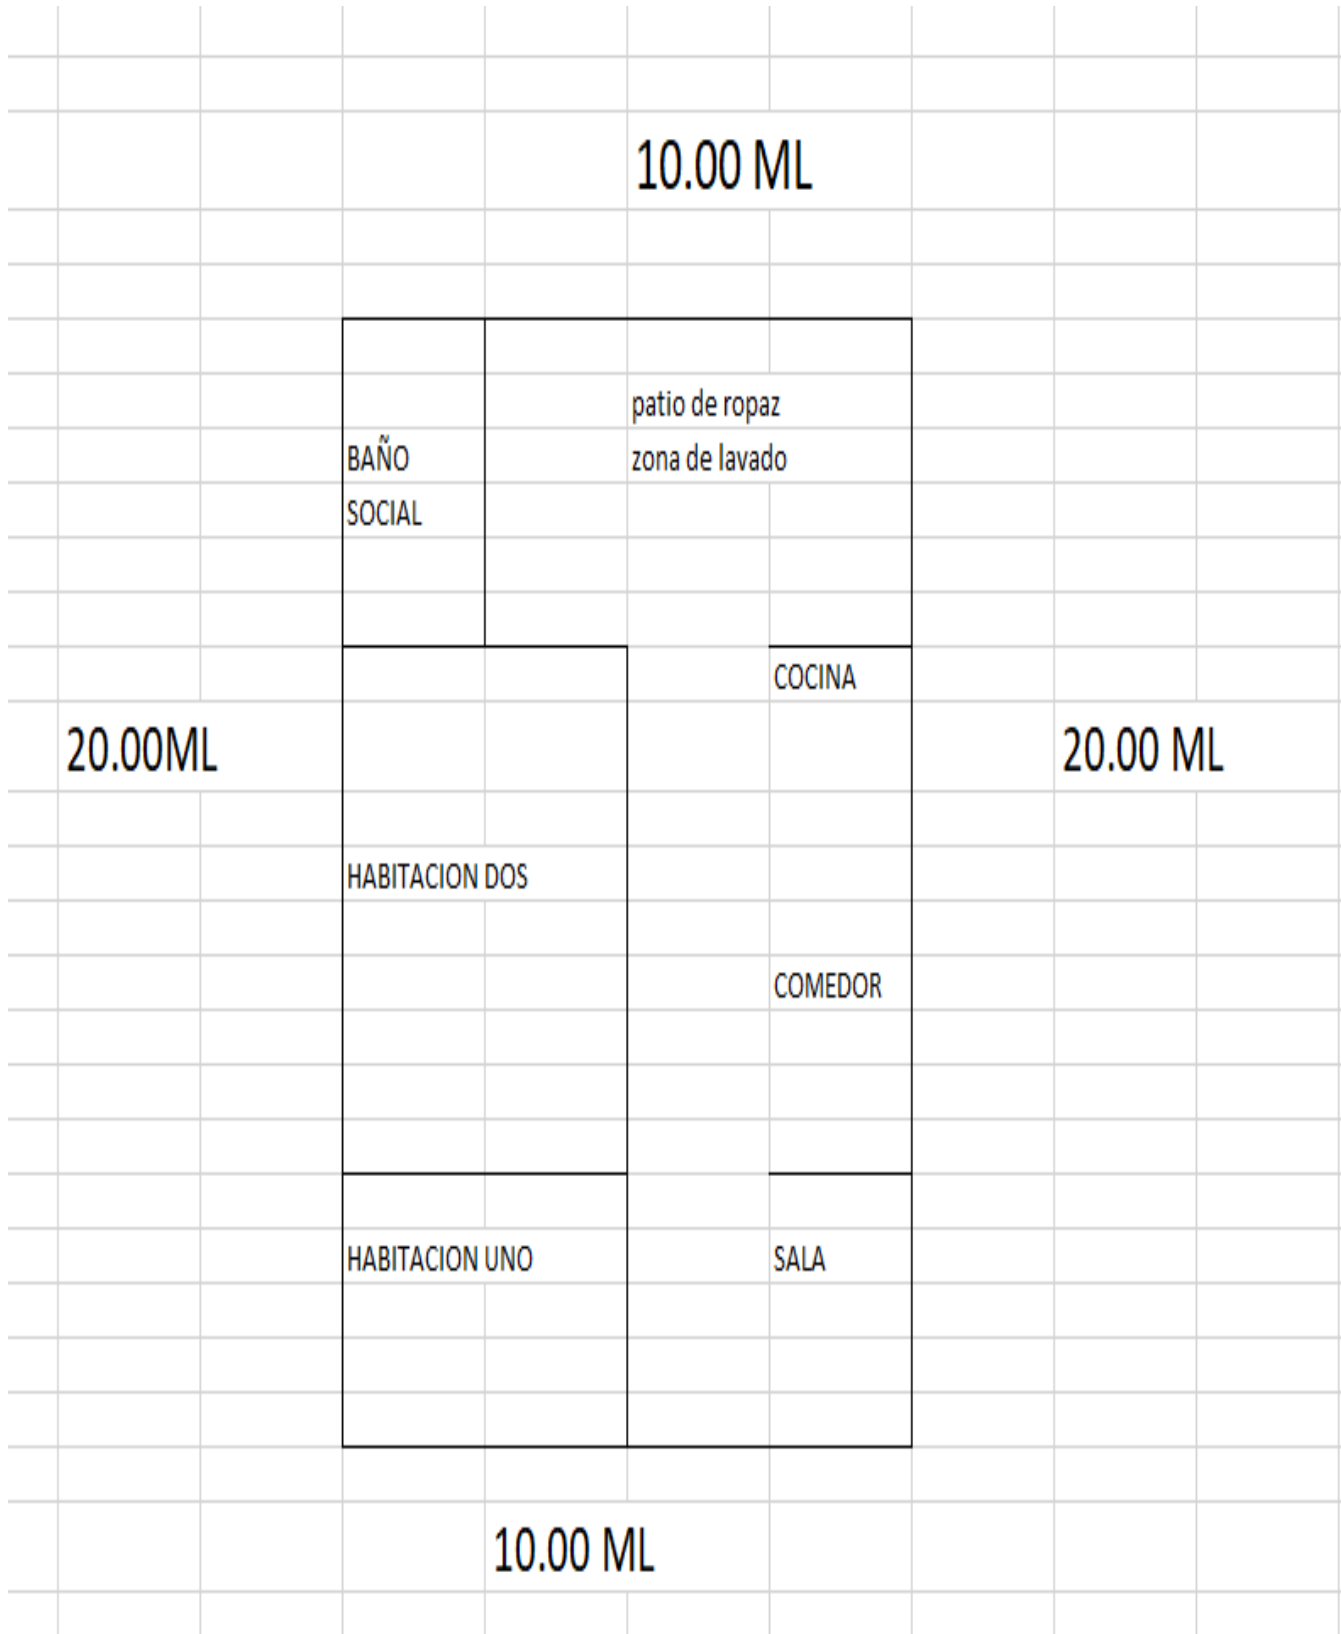 10.00 ML
patio de ropaz
BAÑO
zona de lavado
SOCIAL
COCINA
20.00ML
20.00 ML
HABITACION DOS
COMEDOR
HABITACION UNO
SALA
10.00 ML